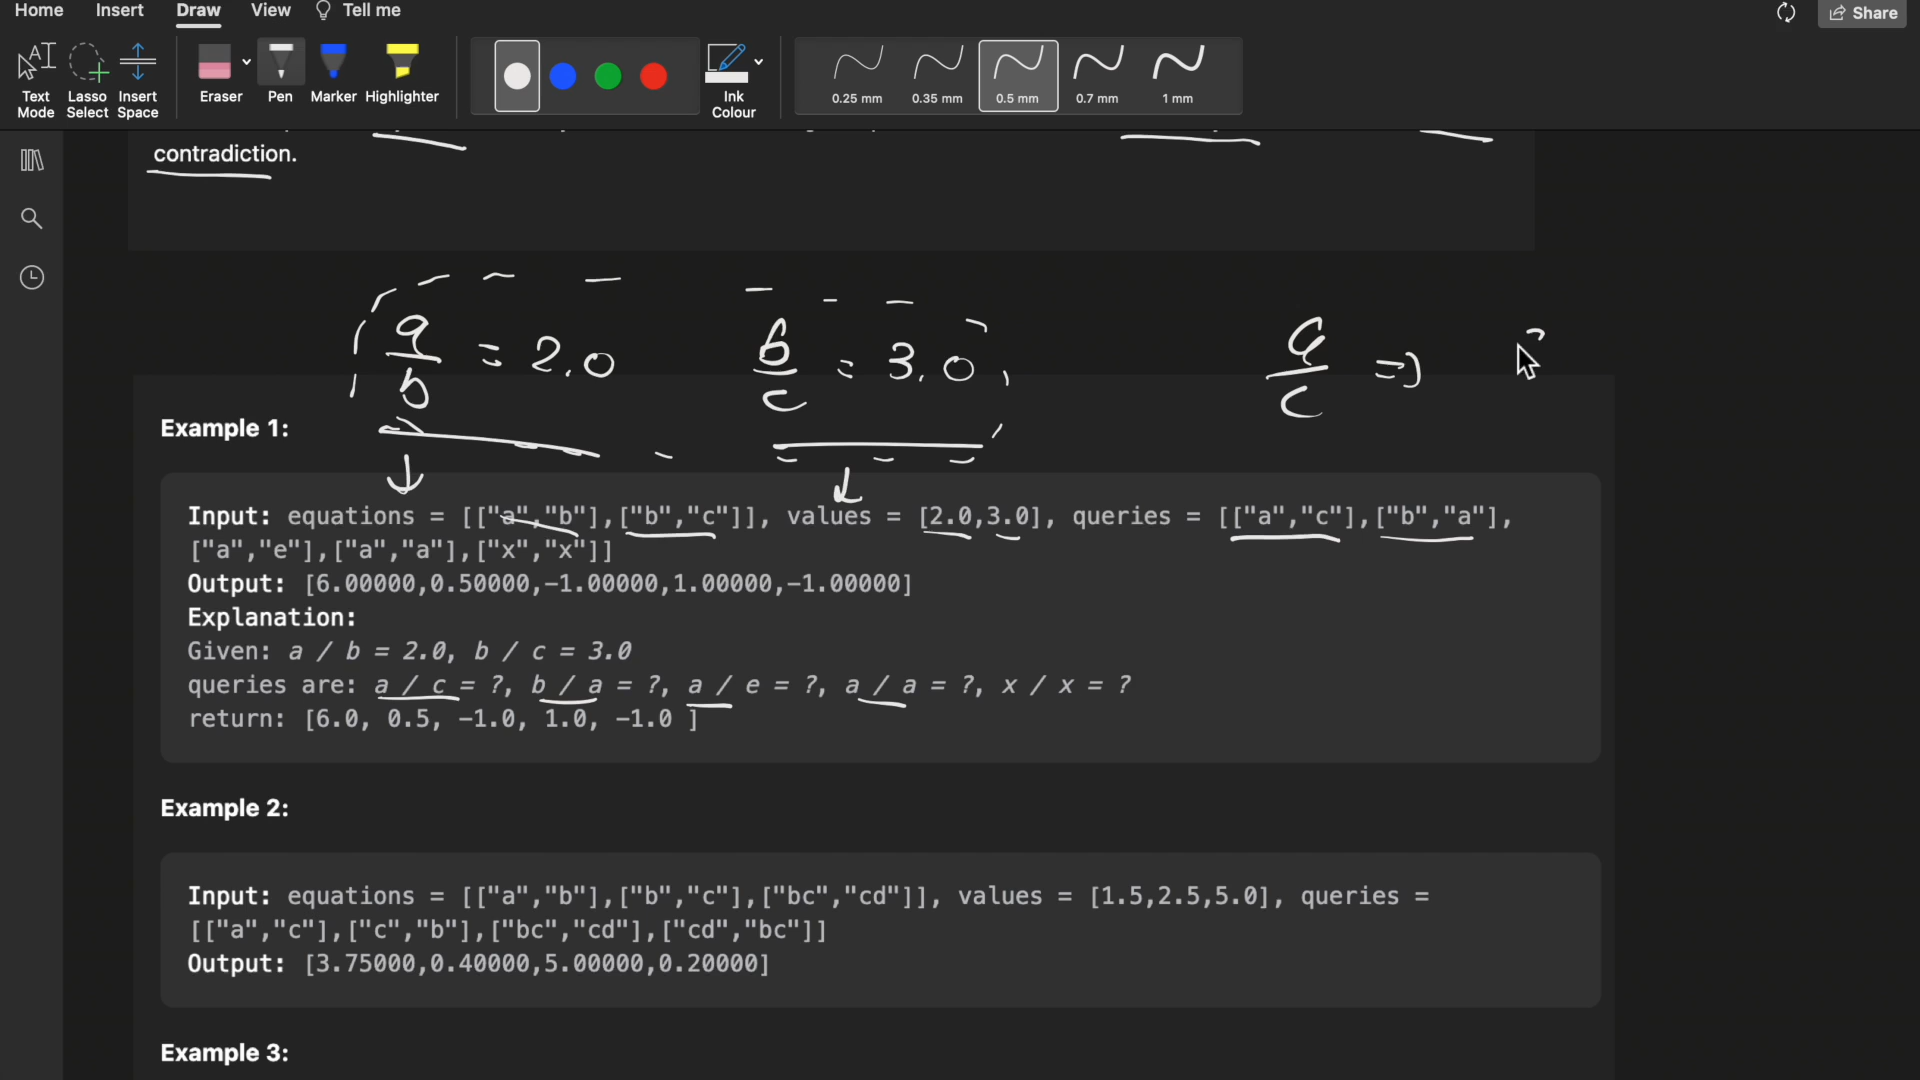 Home Insert Draw View Tell me Share
Text Mode Lasso Select Insert Space Eraser Pen Marker Highlighter Ink Colour 0.25 mm 0.35 mm 0.5 mm 0.7 mm 1 mm
contradiction.
a/b = 2.0 b/c = 3.0, a/c => ?
Example 1:
Input: equations = [["a","b"],["b","c"]], values = [2.0,3.0], queries = [["a","c"],["b","a"],
["a","e"],["a","a"],["x","x"]]
Output: [6.00000,0.50000,-1.00000,1.00000,-1.00000]
Explanation:
Given: a / b = 2.0, b / c = 3.0
queries are: a / c = ?, b / a = ?, a / e = ?, a / a = ?, x / x = ?
return: [6.0, 0.5, -1.0, 1.0, -1.0 ]
Example 2:
Input: equations = [["a","b"],["b","c"],["bc","cd"]], values = [1.5,2.5,5.0], queries =
[["a","c"],["c","b"],["bc","cd"],["cd","bc"]]
Output: [3.75000,0.40000,5.00000,0.20000]
Example 3: